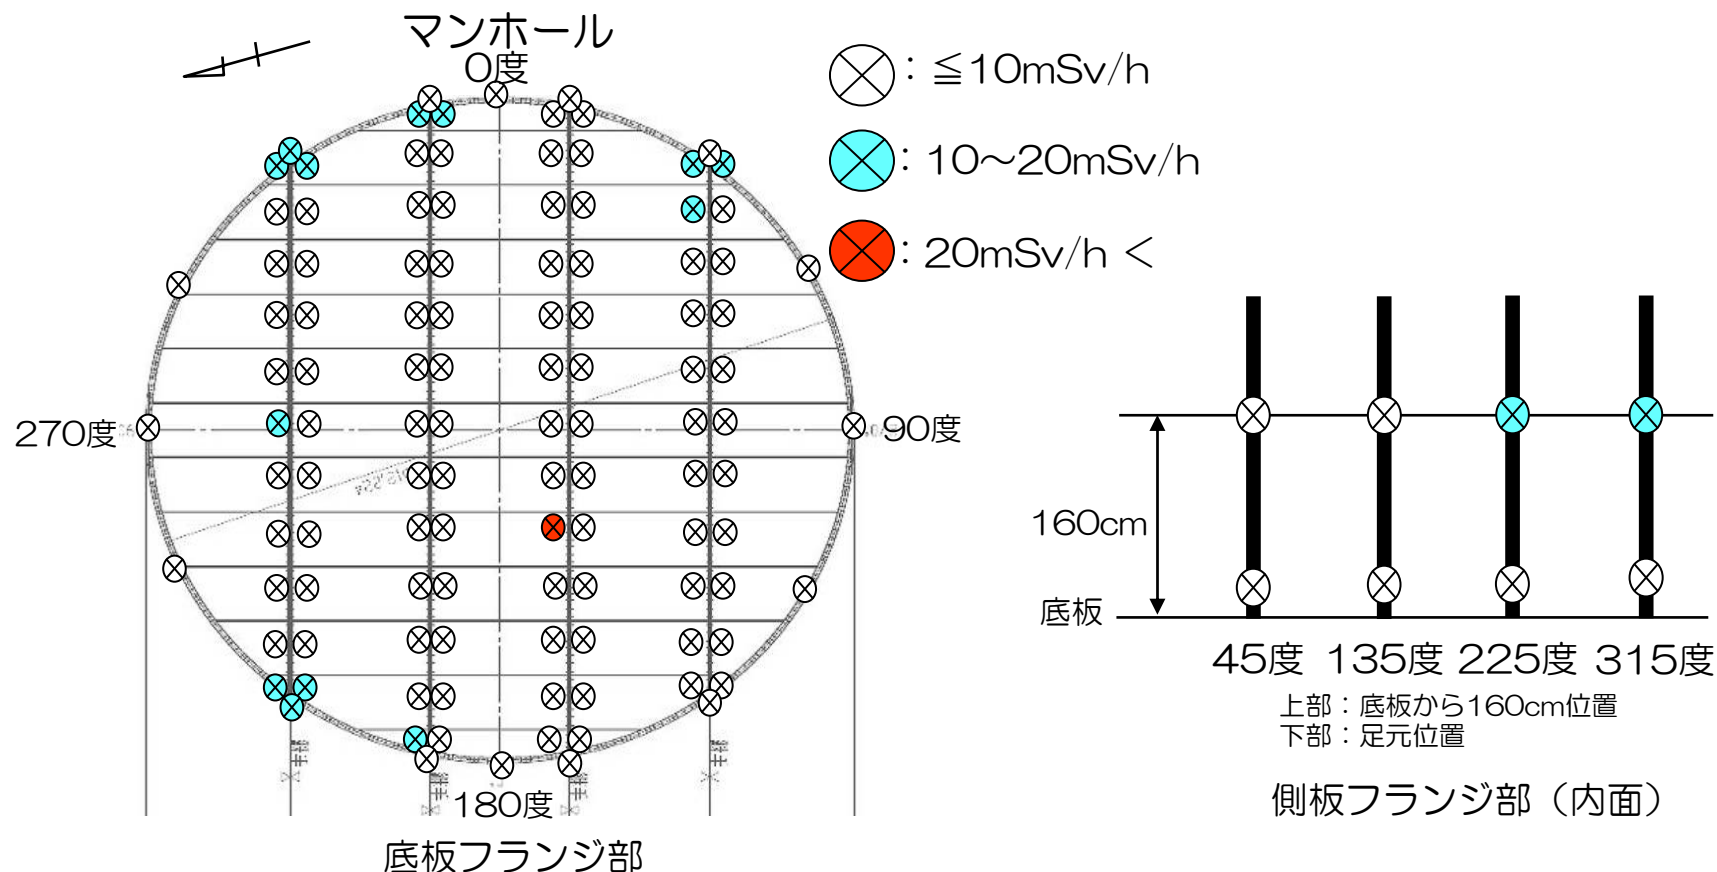 マンホール
0度
：≦10mSv/h
：10～20mSv/h
：20mSv/h＜
270度
90度
180度
底板フランジ部
160cm
底板
45度 135度 225度 315度
上部：底板から160cm位置
下部：足元位置
側板フランジ部（内面）